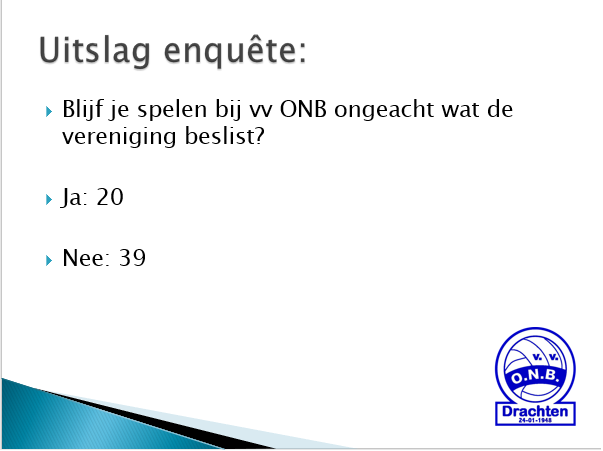 Uitslag enquête:
Blijf je spelen bij vv ONB ongeacht wat de
vereniging beslist?
Ja: 20
Nee: 39
v. v.
O.N.B.
Drachten
24-01-1948